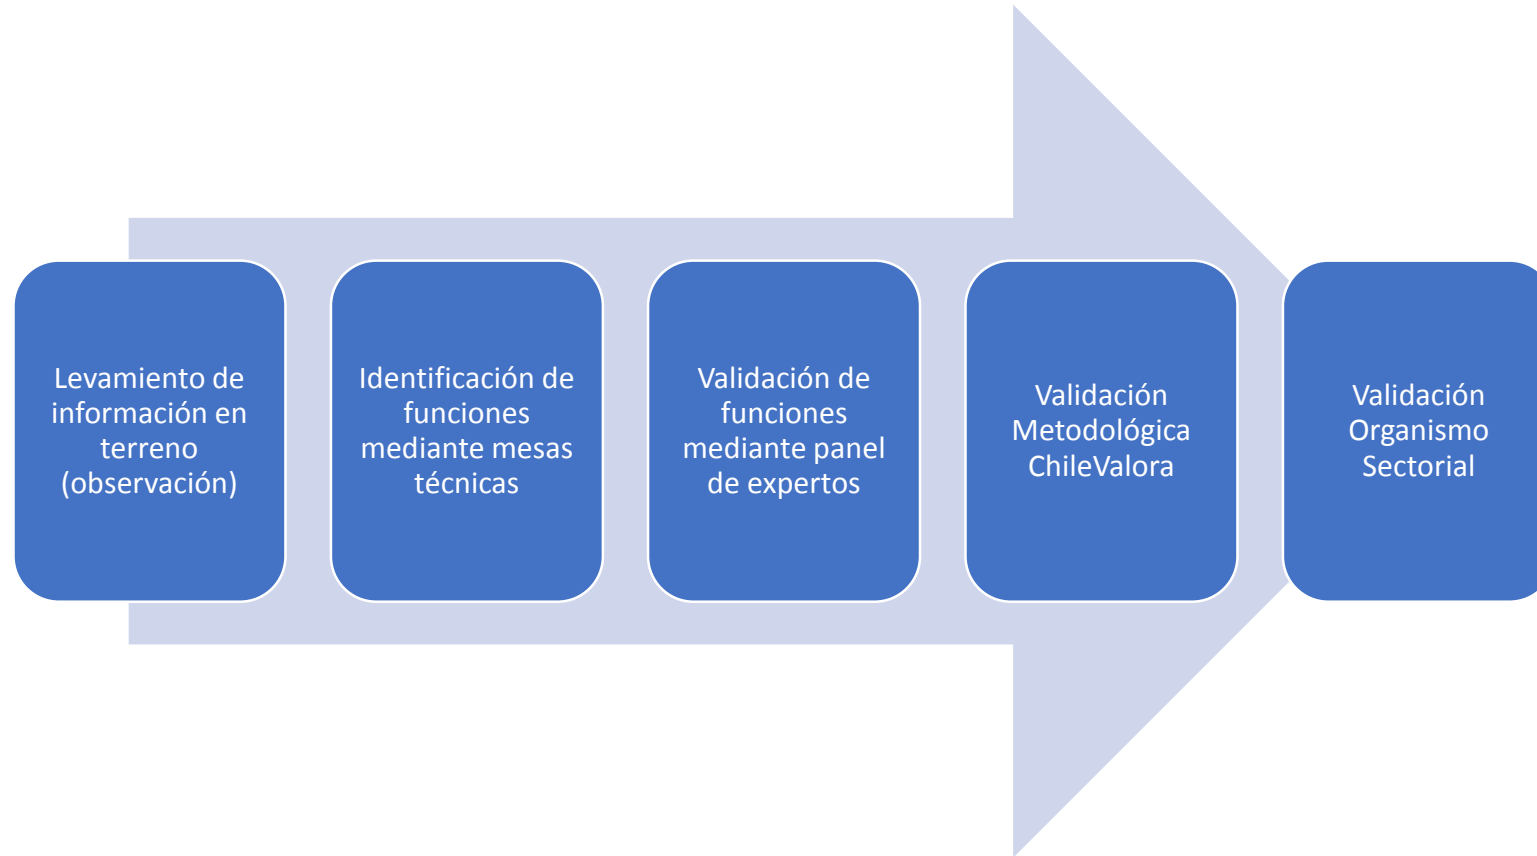 Levamiento de
información en
terreno
(observación)
Identificación de
funciones
mediante mesas
técnicas
Validación de
funciones
mediante panel
de expertos
Validación
Metodológica
ChileValora
Validación
Organismo
Sectorial